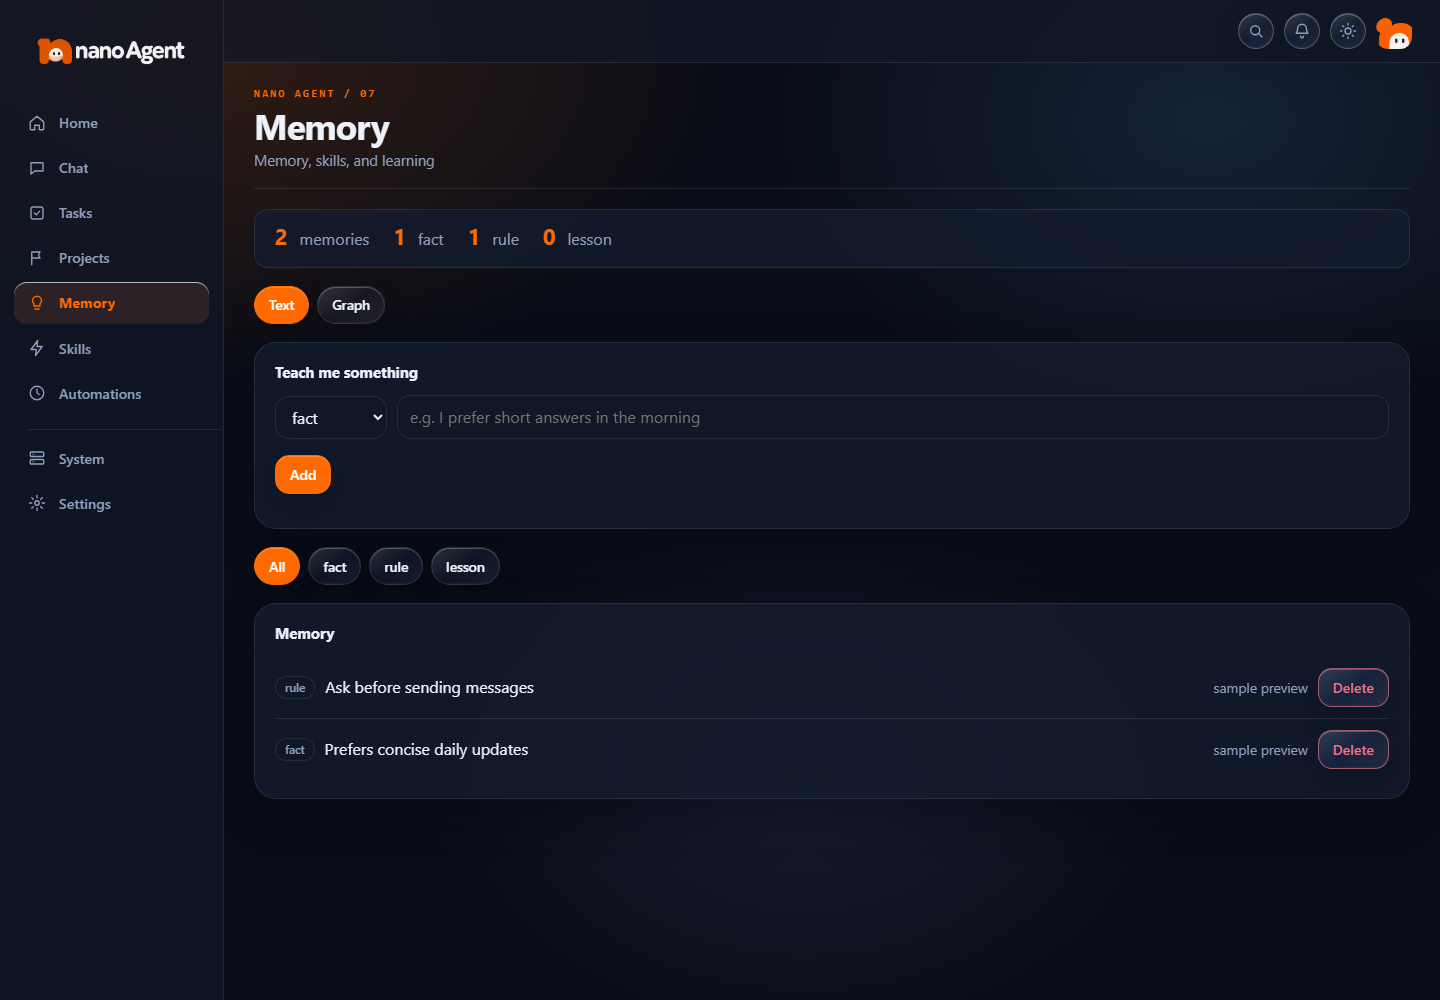 nano Agent
Home
Chat
Tasks
Projects
Memory
Skills
Automations
System
Settings
NANO AGENT / 07
Memory
Memory, skills, and learning
2 memories 1 fact 1 rule 0 lesson
Text Graph
Teach me something
fact e.g. I prefer short answers in the morning
Add
All fact rule lesson
Memory
rule Ask before sending messages sample preview Delete
fact Prefers concise daily updates sample preview Delete